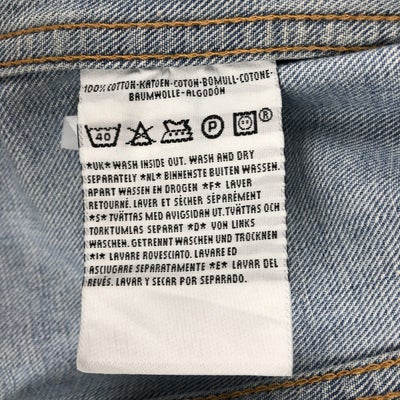 100% COTTON-KATOEN-COTON-BOMULL-COTONE-
BAUMWOLLE-ALGODÓN
40 P ®
*UK* WASH INSIDE OUT. WASH AND DRY
SEPARATELY *NL* BINNENSTE BUITEN WASSEN.
APART WASSEN EN DROGEN *F* LAVER
RETOURNÉ. LAVER ET SÉCHER SÉPARÉMENT
*S* TVÄTTAS MED AVIGSIDAN UT. TVÄTTAS OCH
TORKTUMLAS SEPARAT *D* VON LINKS
WASCHEN. GETRENNT WASCHEN UND TROCKNEN
*I* LAVARE ROVESCIATO. LAVARE ED
ASCIUGARE SEPARATAMENTE *E* LAVAR DEL
REVÉS. LAVAR Y SECAR POR SEPARADO.